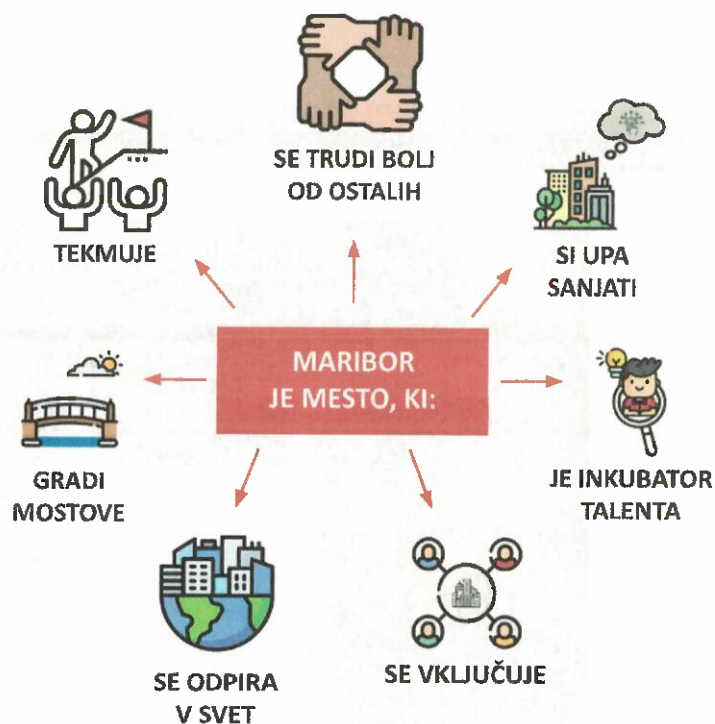 SE TRUDI BOLJ
OD OSTALIH
TEKMUJE
SI UPA
SANJATI
MARIBOR
JE MESTO, KI:
GRADI
MOSTOVE
JE INKUBATOR
TALENTA
SE ODPIRA
V SVET
SE VKLJUČUJE